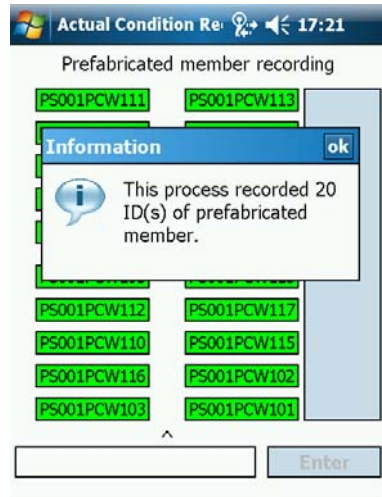 Actual Condition Re
17:21
Prefabricated member recording
PS001PCW111 PS001PCW113
Information ok
This process recorded 20
ID(s) of prefabricated
member.
PS001PCW112 PS001PCW117
PS001PCW110 PS001PCW115
PS001PCW116 PS001PCW102
PS001PCW103 PS001PCW101
Enter